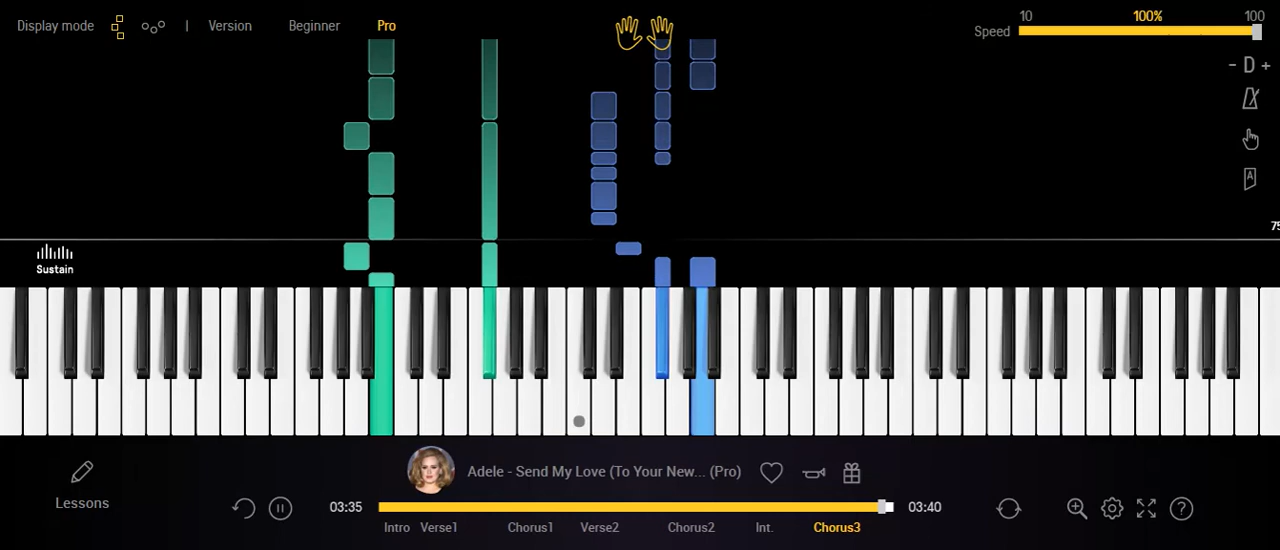 Display mode | Version Beginner Pro
10 100% 100
Speed
- D +
A
75
Sustain
Adele - Send My Love (To Your New... (Pro)
Lessons
03:35 03:40
Intro Verse1 Chorus1 Verse2 Chorus2 Int. Chorus3
?